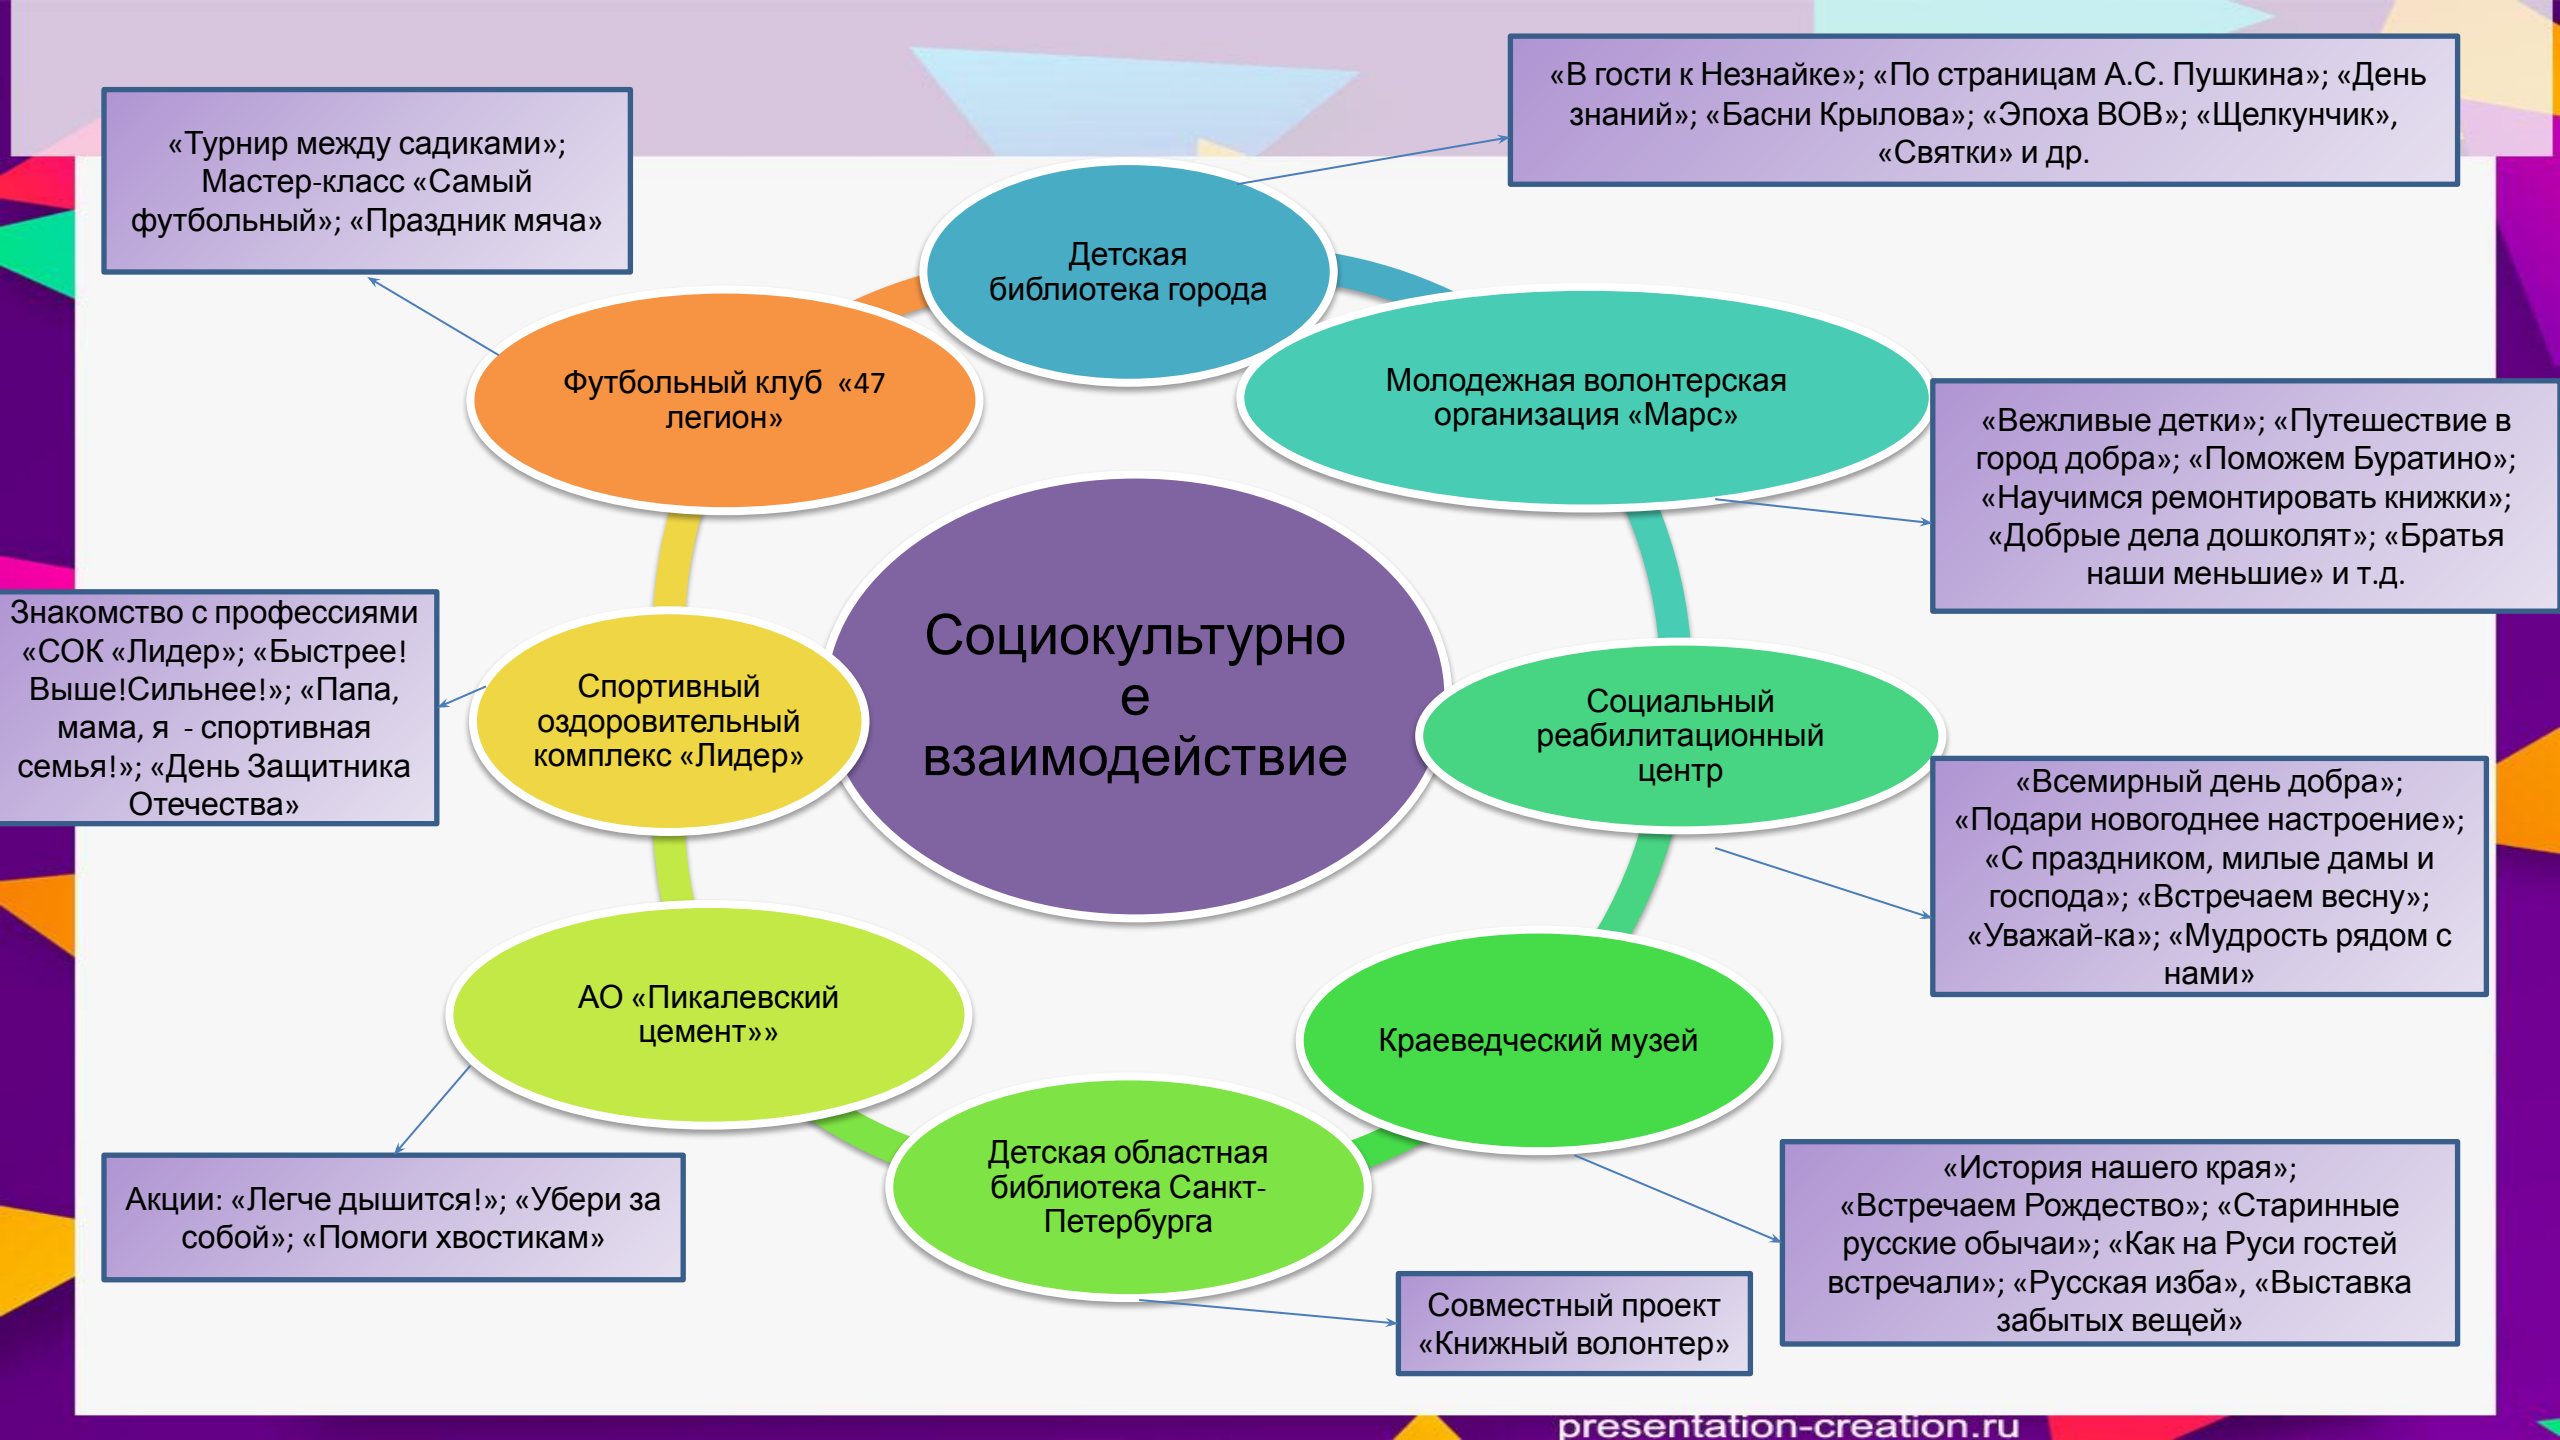 «В гости к Незнайке»; «По страницам А.С. Пушкина»; «День
знаний»; «Басни Крылова»; «Эпоха ВОВ»; «Щелкунчик»,
«Святки» и др.
«Турнир между садиками»;
Мастер-класс «Самый
футбольный»; «Праздник мяча»
Детская
библиотека города
Футбольный клуб  «47
легион»
Молодежная волонтерская
организация «Марс»
«Вежливые детки»; «Путешествие в
город добра»; «Поможем Буратино»;
«Научимся ремонтировать книжки»;
«Добрые дела дошколят»; «Братья
наши меньшие» и т.д.
Знакомство с профессиями
«СОК «Лидер»; «Быстрее!
Выше!Сильнее!»; «Папа,
мама, я  - спортивная
семья!»; «День Защитника
Отечества»
Спортивный
оздоровительный
комплекс «Лидер»
Социокультурно
е
взаимодействие
Социальный
реабилитационный
центр
«Всемирный день добра»;
«Подари новогоднее настроение»;
«С праздником, милые дамы и
господа»; «Встречаем весну»;
«Уважай-ка»; «Мудрость рядом с
нами»
АО «Пикалевский
цемент»»
Краеведческий музей
Детская областная
библиотека Санкт-
Петербурга
Акции: «Легче дышится!»; «Убери за
собой»; «Помоги хвостикам»
«История нашего края»;
«Встречаем Рождество»; «Старинные
русские обычаи»; «Как на Руси гостей
встречали»; «Русская изба», «Выставка
забытых вещей»
Совместный проект
«Книжный волонтер»
presentation-creation.ru